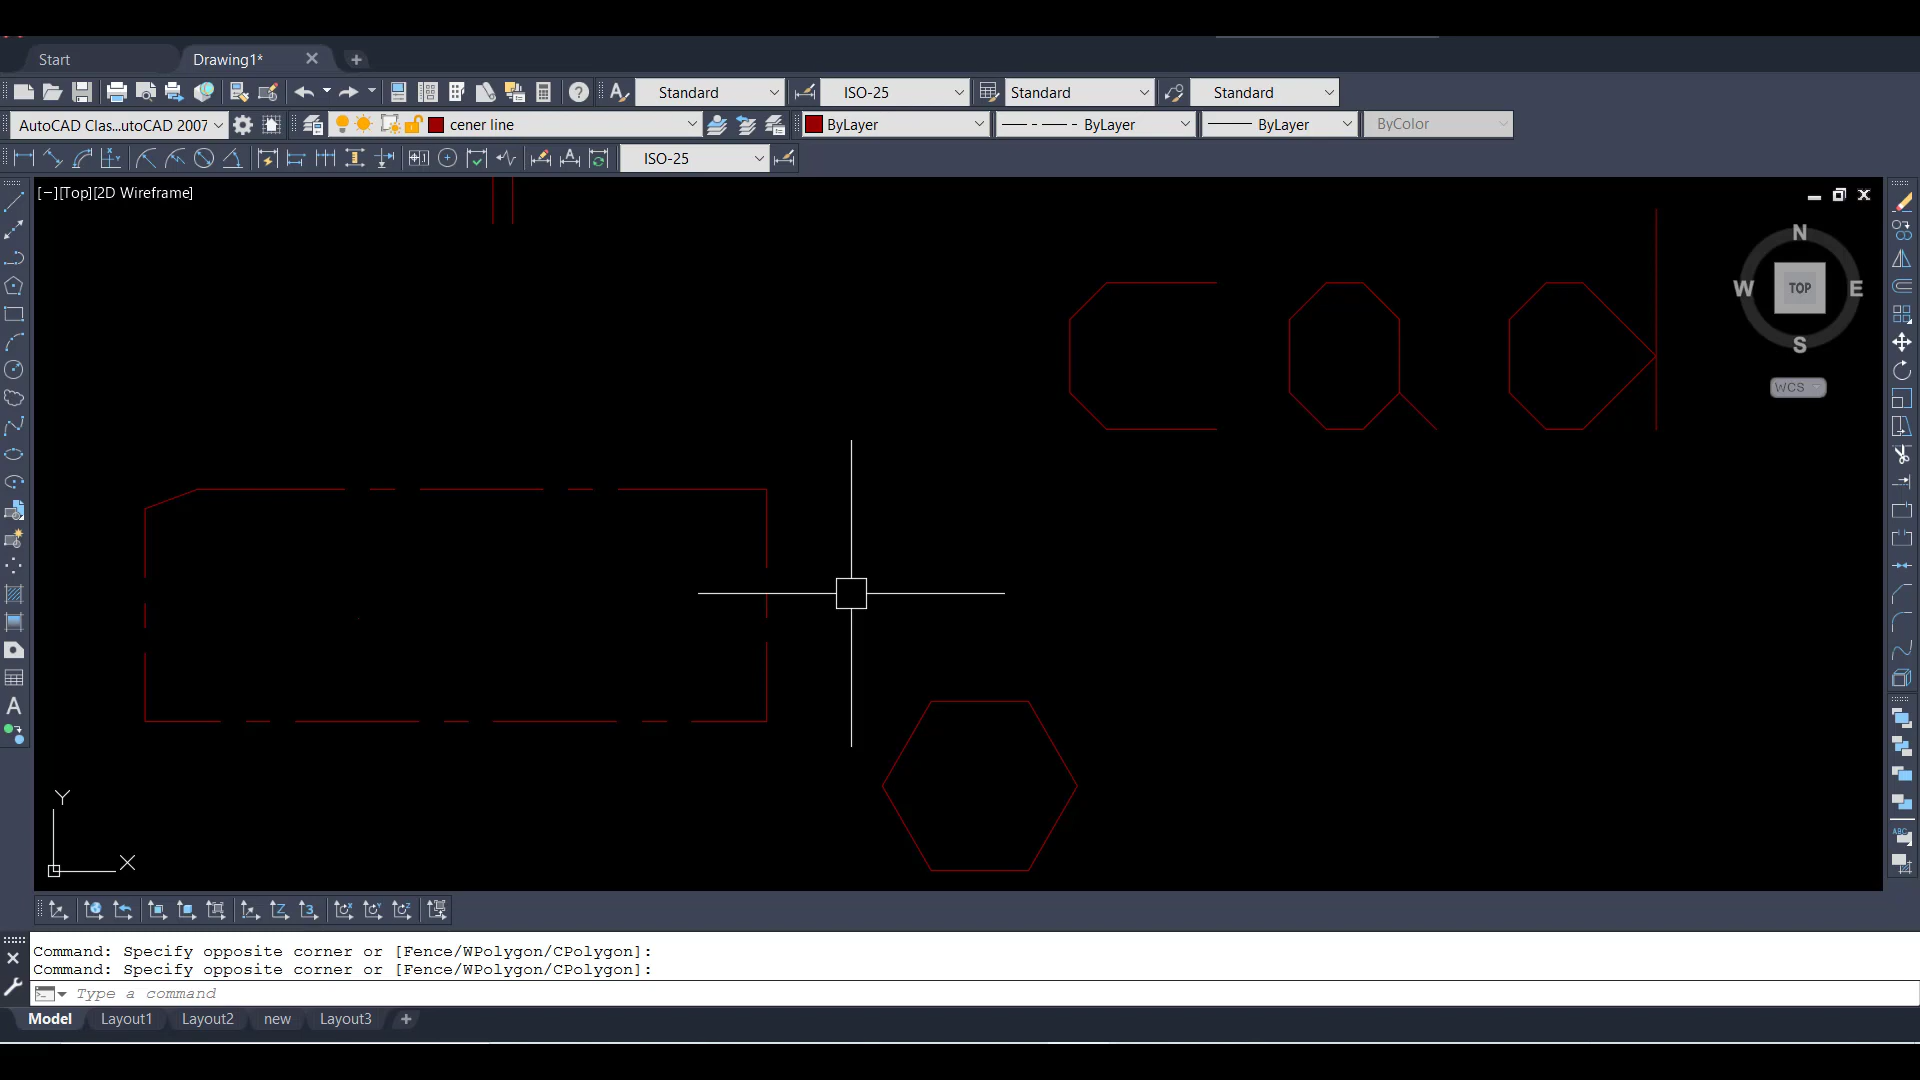 Start
Drawing1*
Standard
ISO-25
Standard
Standard
AutoCAD Clas...utoCAD 2007
cener line
ByLayer
ByLayer
ByLayer
ByColor
ISO-25
[−][Top][2D Wireframe]
N
W
TOP
E
S
WCS
cad
Y
X
Command: Specify opposite corner or [Fence/WPolygon/CPolygon]:
Command: Specify opposite corner or [Fence/WPolygon/CPolygon]:
Type a command
Model
Layout1
Layout2
new
Layout3